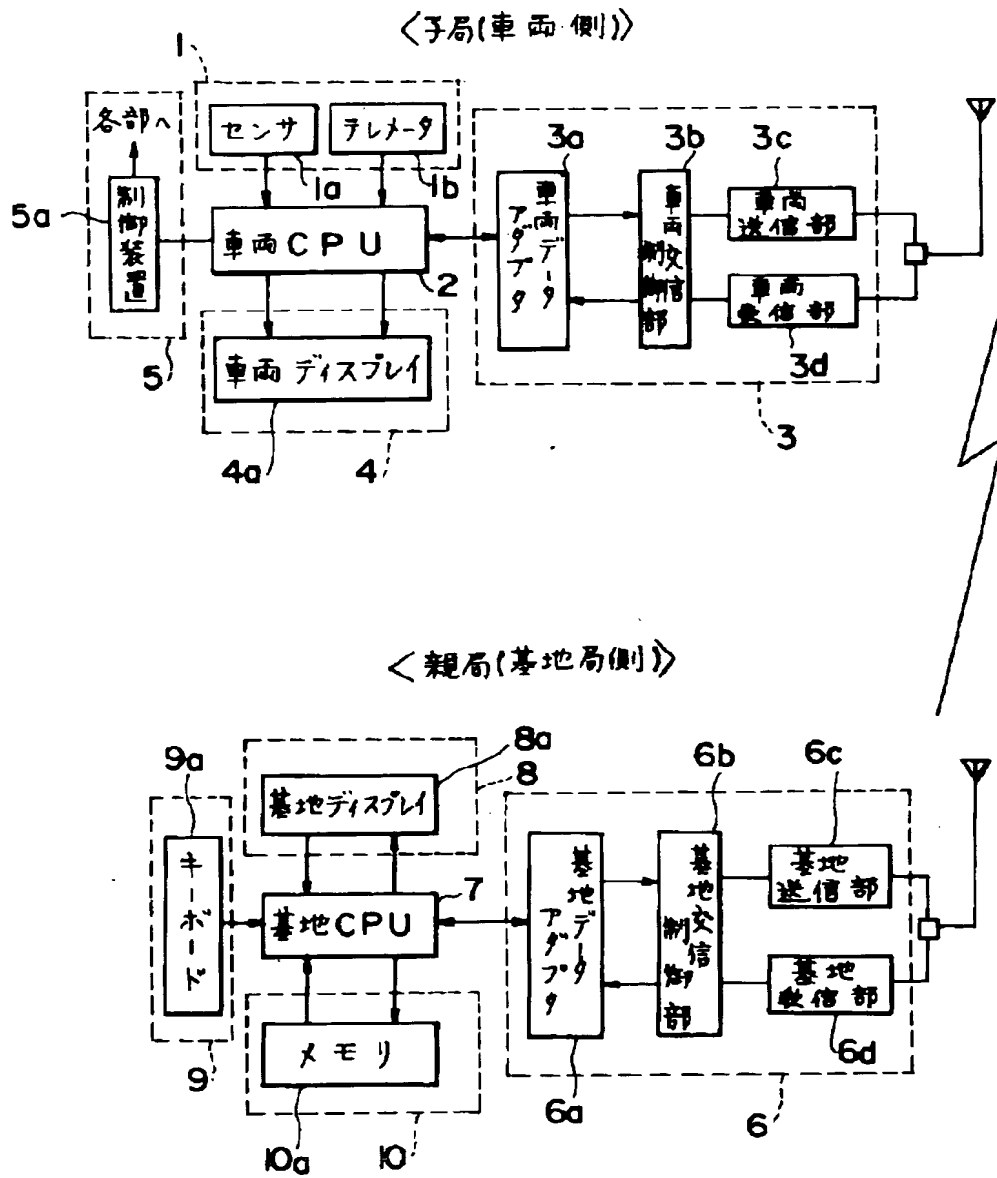 〈子局(車両側)〉
1
各部へ
センサ
テレメータ
1a
1b
5a
制御装置
車両CPU
2
5
車両ディスプレイ
4a
4
3a
3b
3c
車両データ
アダプタ
車両交信
制御部
車両
送信部
車両
受信部
3d
3
〈親局(基地局側)〉
8a
8
9a
基地ディスプレイ
キーボード
7
基地CPU
9
メモリ
10a
10
6b
6c
基地データ
アダプタ
基地交信
制御部
基地
送信部
基地
受信部
6a
6d
6